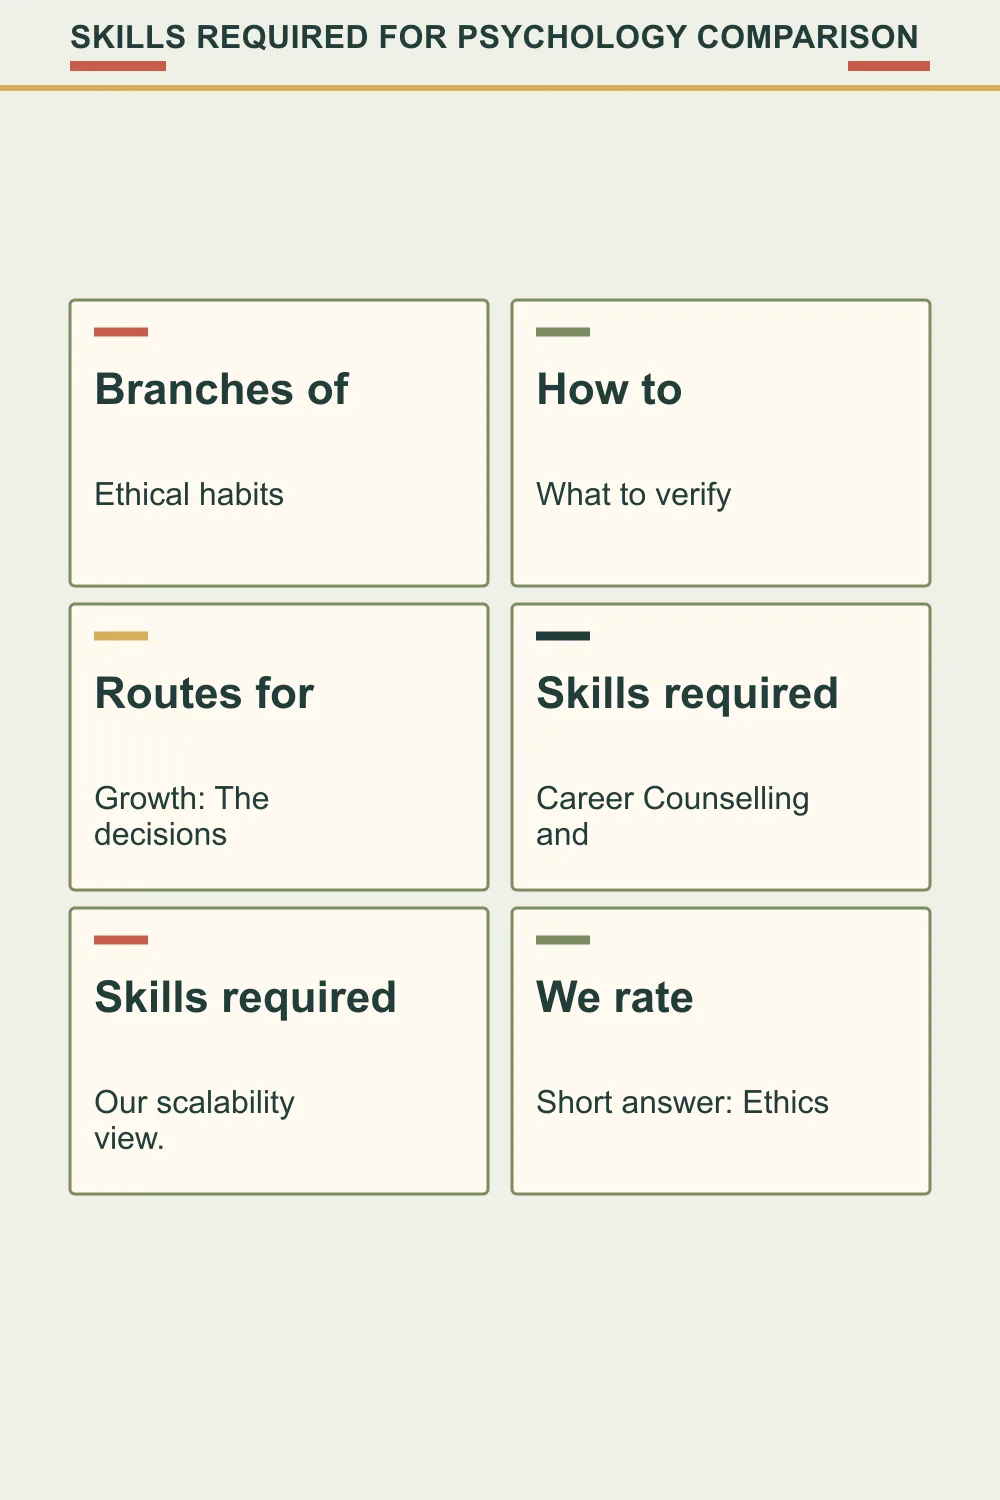 SKILLS REQUIRED FOR PSYCHOLOGY COMPARISON
Branches of
Ethical habits
How to
What to verify
Routes for
Growth: The
decisions
Skills required
Career Counselling
and
Skills required
Our scalability
view.
We rate
Short answer: Ethics